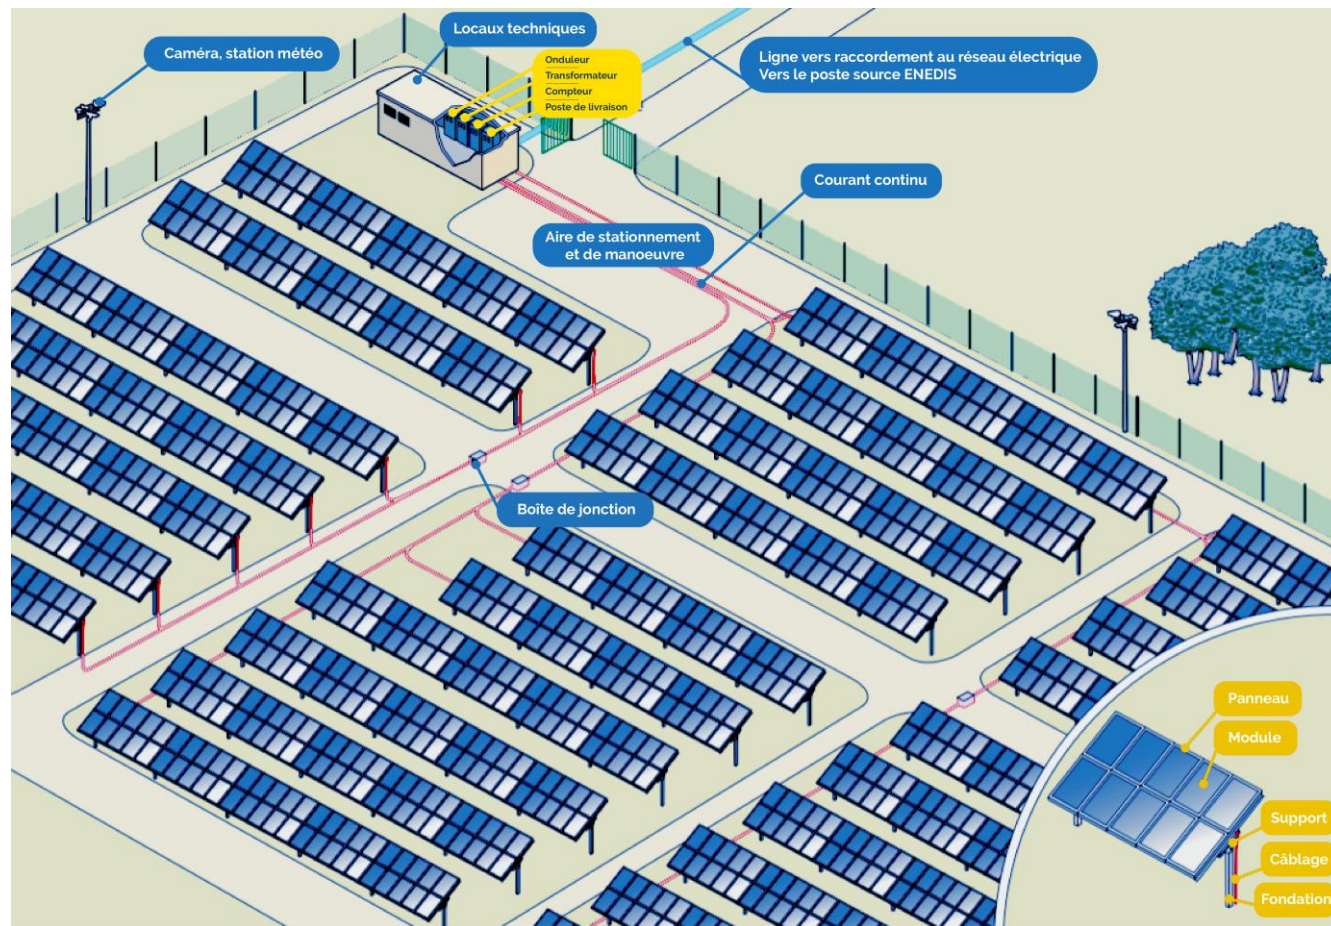 Locaux techniques
Caméra, station météo
Onduleur
Transformateur
Compteur
Poste de livraison
Ligne vers raccordement au réseau électrique
Vers le poste source ENEDIS
Courant continu
Aire de stationnement
et de manoeuvre
Boîte de jonction
Panneau
Module
Support
Câblage
Fondation